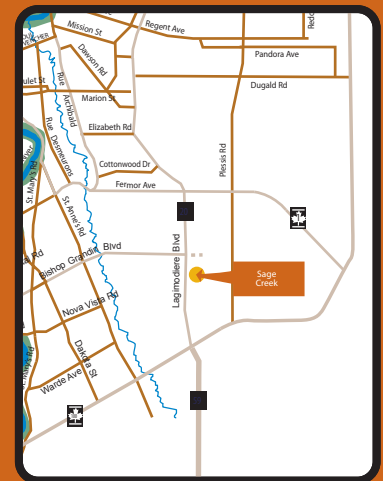 Mission St
Regent Ave
Dawson Rd
Pandora Ave
Dugald Rd
Marion St
Rue
Archibald
Elizabeth Rd
Rue Desmeurons
Cottonwood Dr
Fermor Ave
Plessis Rd
St. Mary's Rd
St. Anne's Rd
Bishop Grandin Blvd
Lagimodiere Blvd
Sage
Creek
Nova Vista Rd
Dakota St
Warde Ave